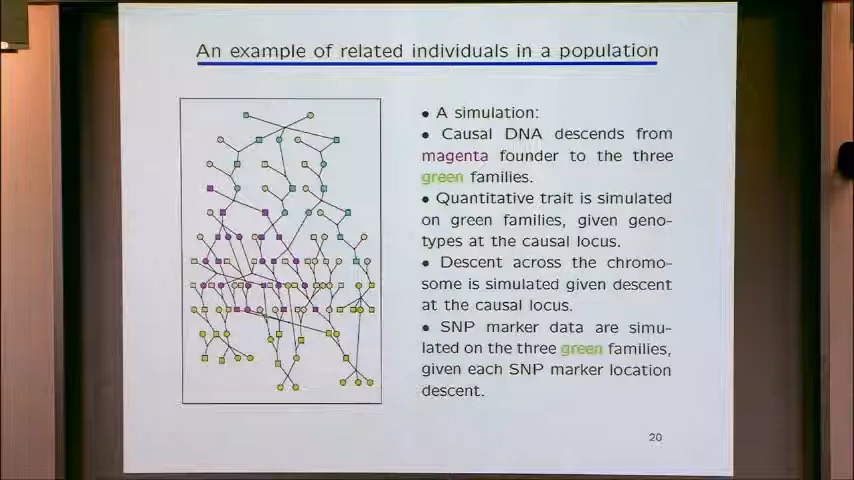 An example of related individuals in a population
• A simulation:
• Causal DNA descends from
magenta founder to the three
green families.
• Quantitative trait is simulated
on green families, given geno-
types at the causal locus.
• Descent across the chromo-
some is simulated given descent
at the causal locus.
• SNP marker data are simu-
lated on the three green families,
given each SNP marker location
descent.
20